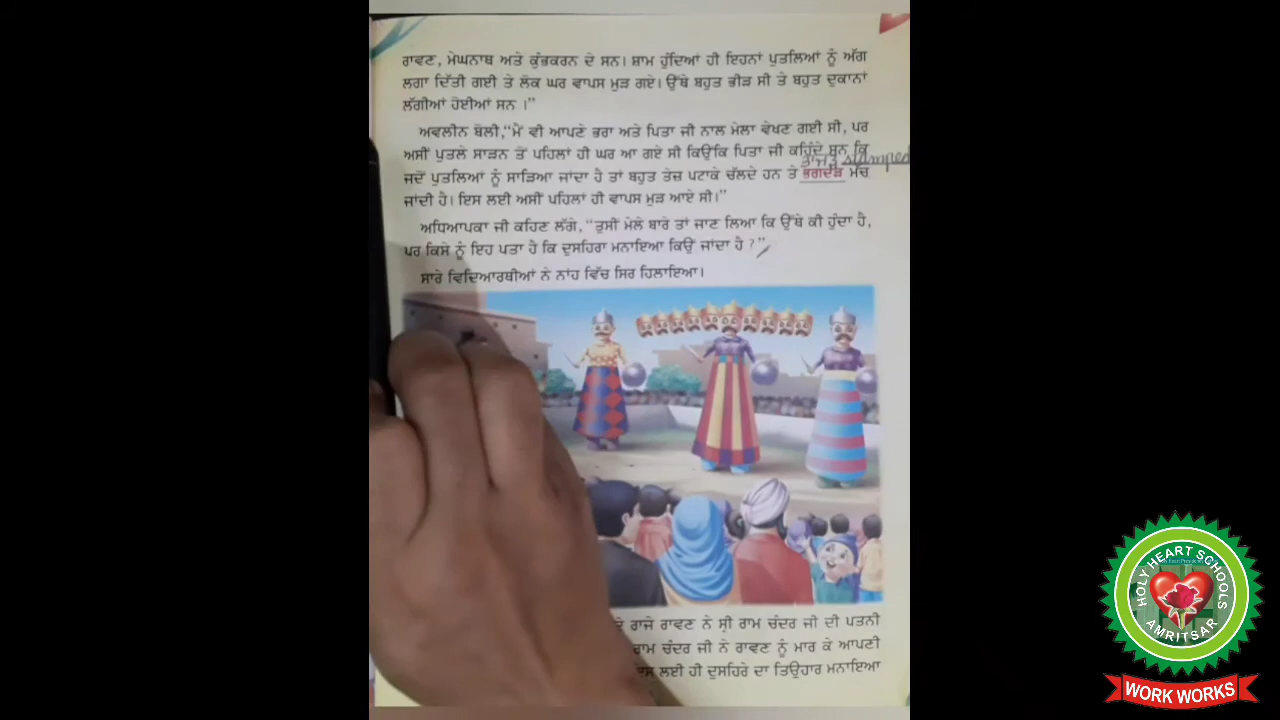 ਰਾਵਣ, ਮੇਘਨਾਥ ਅਤੇ ਕੁੰਭਕਰਨ ਦੇ ਸਨ। ਸ਼ਾਮ ਹੁੰਦਿਆਂ ਹੀ ਇਹਨਾਂ ਪੁਤਲਿਆਂ ਨੂੰ ਅੱਗ
ਲਗਾ ਦਿੱਤੀ ਗਈ ਤੇ ਲੋਕ ਘਰ ਵਾਪਸ ਮੁੜ ਗਏ। ਉੱਥੇ ਬਹੁਤ ਭੀੜ ਸੀ ਤੇ ਬਹੁਤ ਦੁਕਾਨਾਂ
ਲੱਗੀਆਂ ਹੋਈਆਂ ਸਨ ।”
ਅਵਲੀਨ ਬੋਲੀ,“ਮੈਂ ਵੀ ਆਪਣੇ ਭਰਾ ਅਤੇ ਪਿਤਾ ਜੀ ਨਾਲ ਮੇਲਾ ਵੇਖਣ ਗਈ ਸੀ, ਪਰ
ਅਸੀਂ ਪੁਤਲੇ ਸਾੜਨ ਤੋਂ ਪਹਿਲਾਂ ਹੀ ਘਰ ਆ ਗਏ ਸੀ ਕਿਉਂਕਿ ਪਿਤਾ ਜੀ ਕਹਿੰਦੇ ਸਨ ਕਿ
stamped
ਜਦੋਂ ਪੁਤਲਿਆਂ ਨੂੰ ਸਾੜਿਆ ਜਾਂਦਾ ਹੈ ਤਾਂ ਬਹੁਤ ਤੇਜ਼ ਪਟਾਕੇ ਚੱਲਦੇ ਹਨ ਤੇ ਭਗਦੜ ਮੱਚ
ਜਾਂਦੀ ਹੈ। ਇਸ ਲਈ ਅਸੀਂ ਪਹਿਲਾਂ ਹੀ ਵਾਪਸ ਮੁੜ ਆਏ ਸੀ।”
ਅਧਿਆਪਕਾ ਜੀ ਕਹਿਣ ਲੱਗੇ, “ਤੁਸੀਂ ਮੇਲੇ ਬਾਰੇ ਤਾਂ ਜਾਣ ਲਿਆ ਕਿ ਉੱਥੇ ਕੀ ਹੁੰਦਾ ਹੈ,
ਪਰ ਕਿਸੇ ਨੂੰ ਇਹ ਪਤਾ ਹੈ ਕਿ ਦੁਸਹਿਰਾ ਮਨਾਇਆ ਕਿਉਂ ਜਾਂਦਾ ਹੈ ?”
ਸਾਰੇ ਵਿਦਿਆਰਥੀਆਂ ਨੇ ਨਾਂਹ ਵਿੱਚ ਸਿਰ ਹਿਲਾਇਆ।
ਰਾਜੇ ਰਾਵਣ ਨੇ ਸ੍ਰੀ ਰਾਮ ਚੰਦਰ ਜੀ ਦੀ ਪਤਨੀ
ਰਾਮ ਚੰਦਰ ਜੀ ਨੇ ਰਾਵਣ ਨੂੰ ਮਾਰ ਕੇ ਆਪਣੀ
ਲਈ ਹੀ ਦੁਸਹਿਰੇ ਦਾ ਤਿਉਹਾਰ ਮਨਾਇਆ
HOLY HEART SCHOOLS
AMRITSAR
WORK WORKS